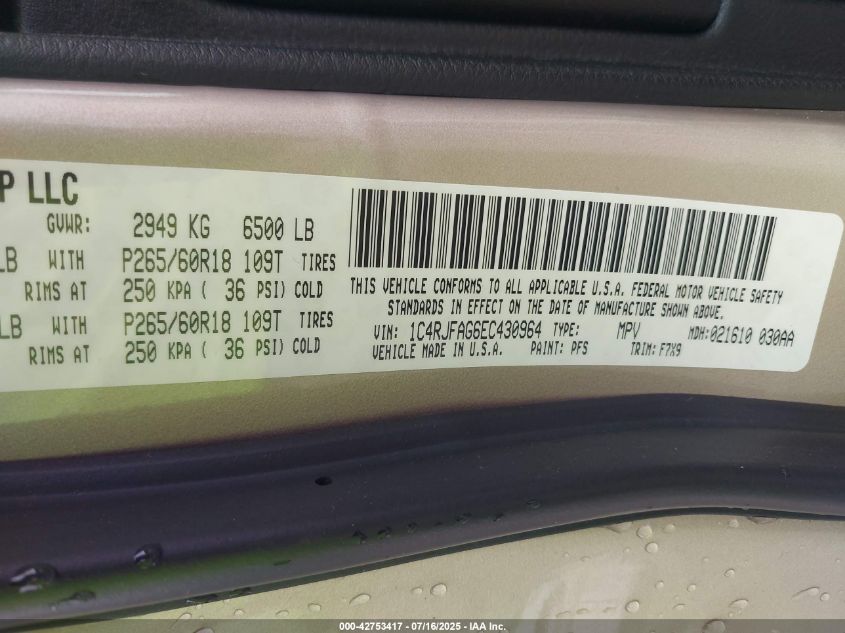 P LLC
GVWR: 2949 KG 6500 LB
LB WITH P265/60R18 109T TIRES
RIMS AT 250 KPA ( 36 PSI) COLD
LB WITH P265/60R18 109T TIRES
RIMS AT 250 KPA ( 36 PSI) COLD
THIS VEHICLE CONFORMS TO ALL APPLICABLE U.S.A. FEDERAL MOTOR VEHICLE SAFETY
STANDARDS IN EFFECT ON THE DATE OF MANUFACTURE SHOWN ABOVE.
VIN: 1C4RJFAG6EC430964 TYPE: MPV MDH:021610 030AA
VEHICLE MADE IN U.S.A. PAINT: PFS TRIM: F7X9
000-42753417 - 07/16/2025 - IAA Inc.